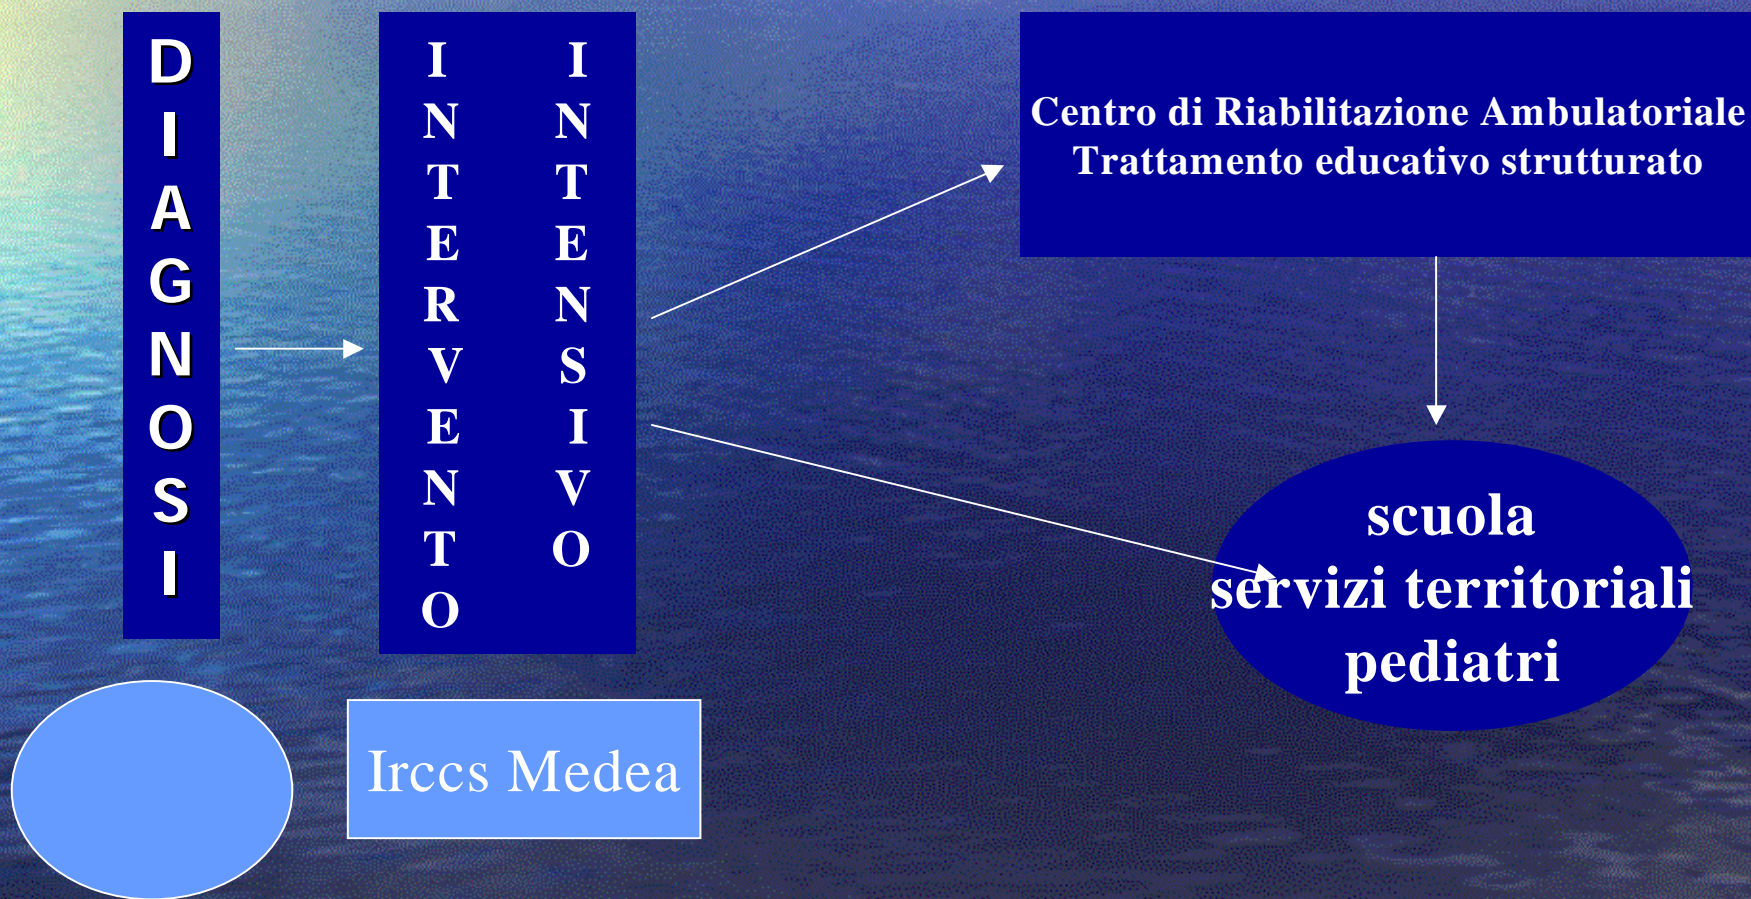 DIAGNOSI
INTERVENTO
INTENSIVO
Centro di Riabilitazione Ambulatoriale
Trattamento educativo strutturato
scuola
servizi territoriali
pediatri
Irccs Medea